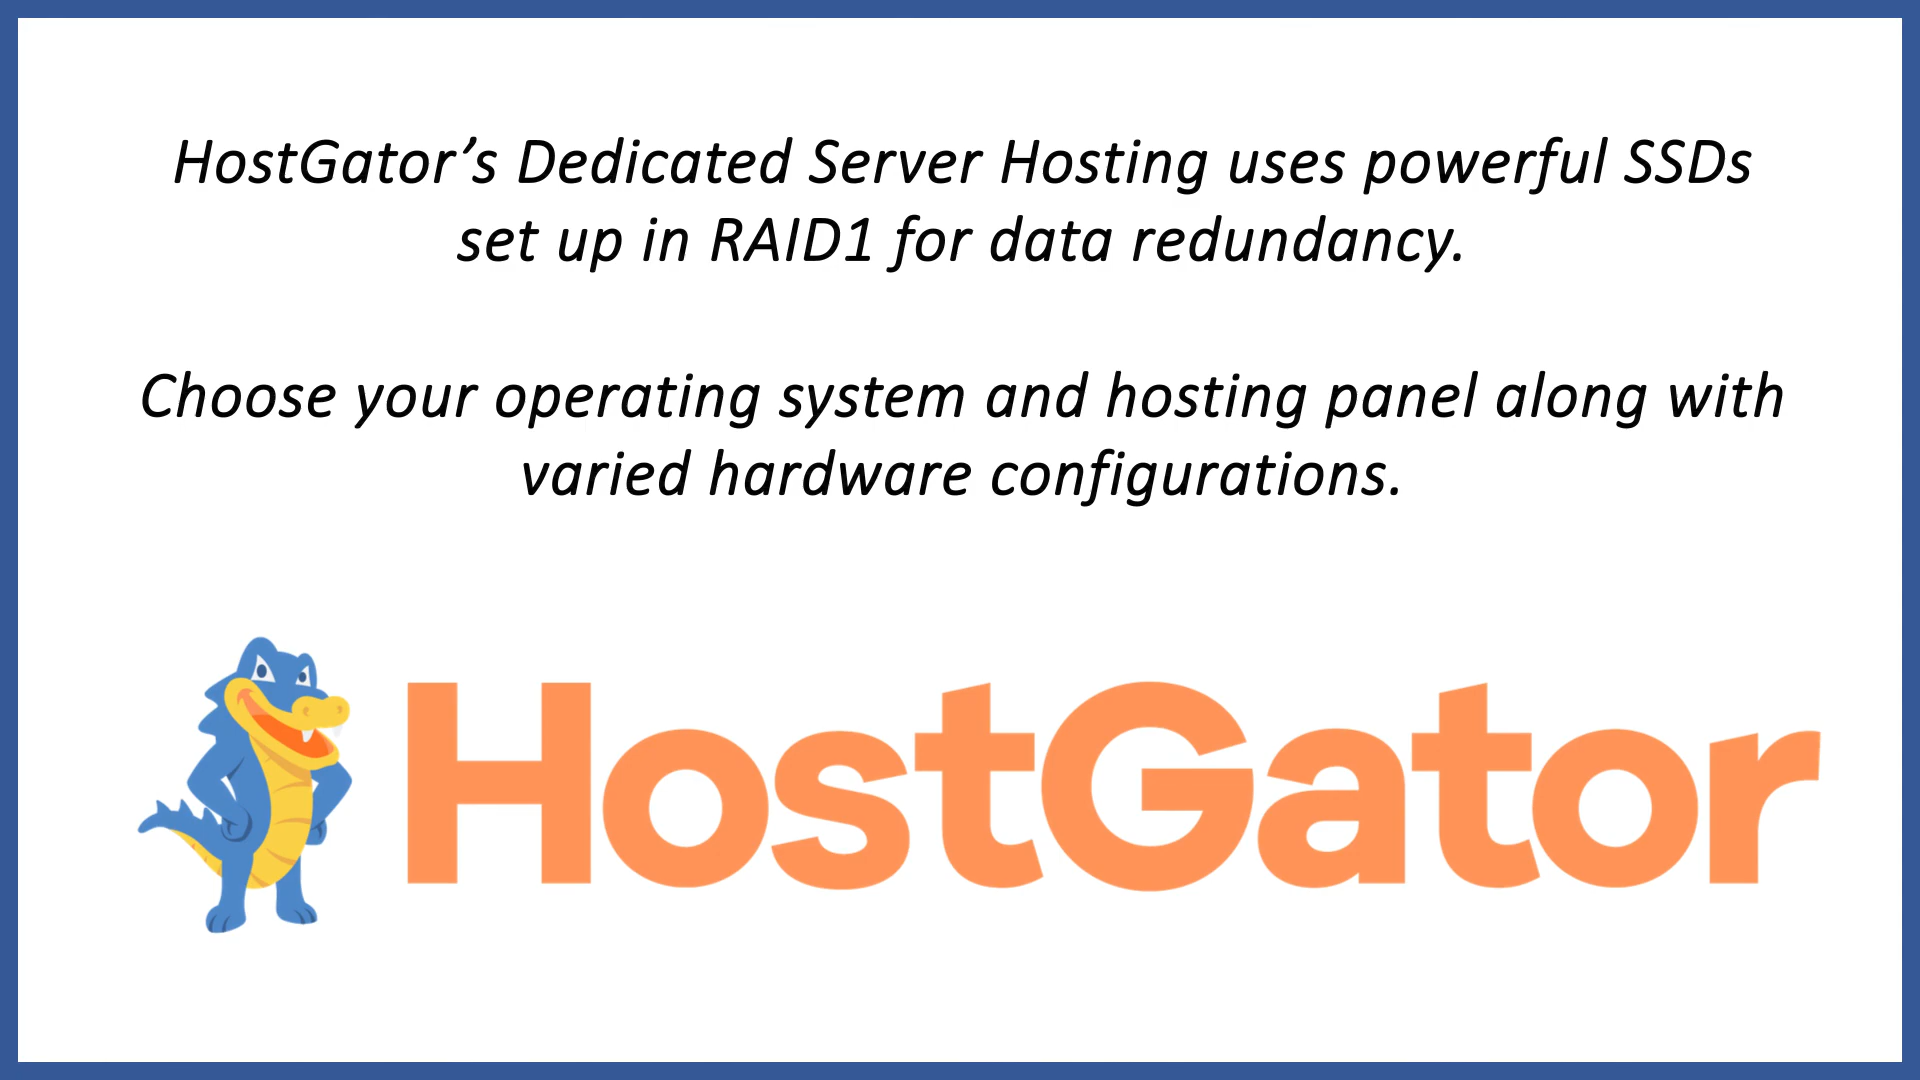 HostGator’s Dedicated Server Hosting uses powerful SSDs
set up in RAID1 for data redundancy.
Choose your operating system and hosting panel along with
varied hardware configurations.
HostGator